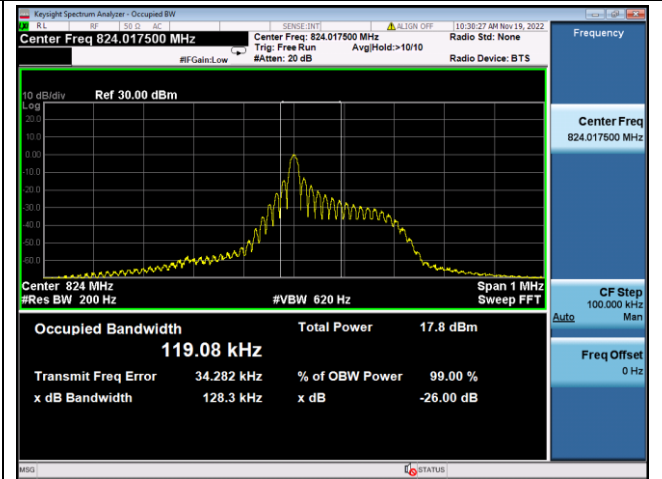 Keysight Spectrum Analyzer - Occupied BW
RL RF 50 Ω AC SENSE:INT ALIGN OFF 10:30:27 AM Nov 19, 2022
Center Freq 824.017500 MHz
Center Freq: 824.017500 MHz Radio Std: None
Trig: Free Run Avg|Hold:>10/10
#IFGain:Low #Atten: 20 dB Radio Device: BTS
Frequency
10 dB/div Ref 30.00 dBm
Log
20.0
10.0
0.00
-10.0
-20.0
-30.0
-40.0
-50.0
-60.0
Center Freq
824.017500 MHz
Center 824 MHz Span 1 MHz
#Res BW 200 Hz #VBW 620 Hz Sweep FFT
CF Step
100.000 kHz
Auto Man
Occupied Bandwidth Total Power 17.8 dBm
119.08 kHz
Freq Offset
0 Hz
Transmit Freq Error 34.282 kHz % of OBW Power 99.00 %
x dB Bandwidth 128.3 kHz x dB -26.00 dB
MSG STATUS